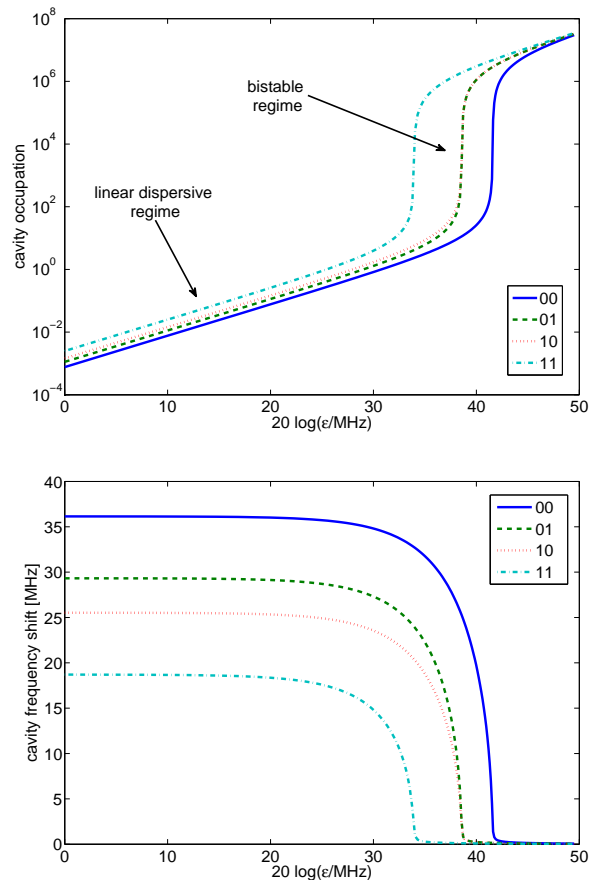 10^8
10^6
10^4
10^2
10^0
10^−2
10^−4
cavity occupation
bistable
regime
linear dispersive
regime
00
01
10
11
0 10 20 30 40 50
20 log(ε/MHz)
40
35
30
25
20
15
10
5
0
cavity frequency shift [MHz]
00
01
10
11
0 10 20 30 40 50
20 log(ε/MHz)